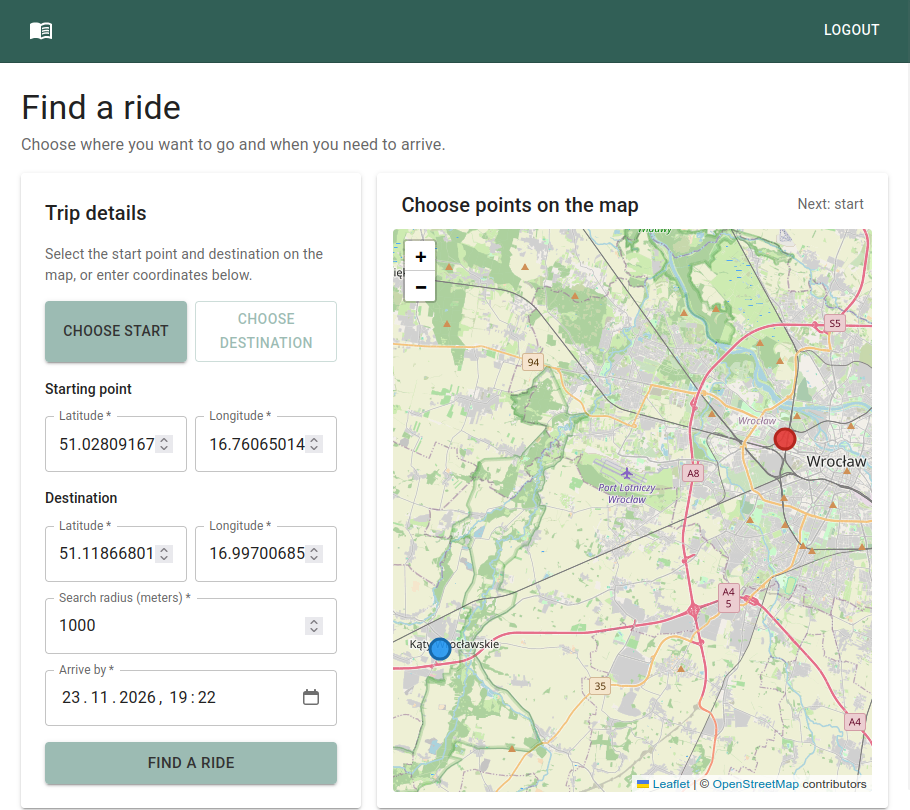 LOGOUT
Find a ride
Choose where you want to go and when you need to arrive.
Trip details
Select the start point and destination on the
map, or enter coordinates below.
CHOOSE START
CHOOSE
DESTINATION
Starting point
Latitude *
51.02809167
Longitude *
16.76065014
Destination
Latitude *
51.11866801
Longitude *
16.99700685
Search radius (meters) *
1000
Arrive by *
23.11.2026, 19:22
FIND A RIDE
Choose points on the map
Next: start
+
−
S5
94
Wrocław
Wrocław
A8
Port Lotniczy
Wrocław
A4
5
35
A4
Leaflet | © OpenStreetMap contributors